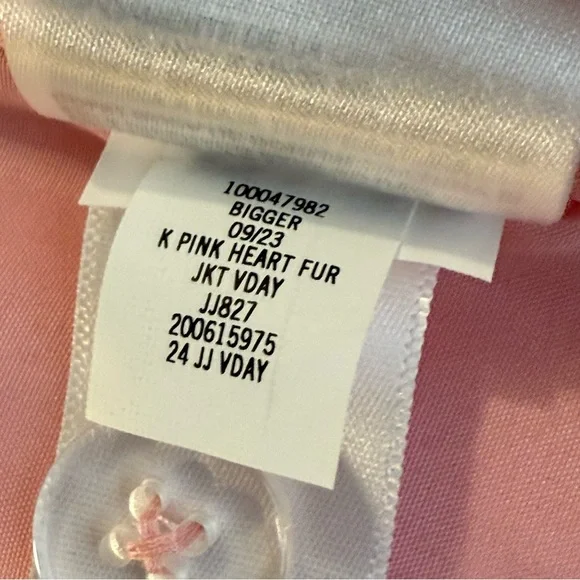 100047982
BIGGER
09/23
K PINK HEART FUR
JKT VDAY
JJ827
200615975
24 JJ VDAY